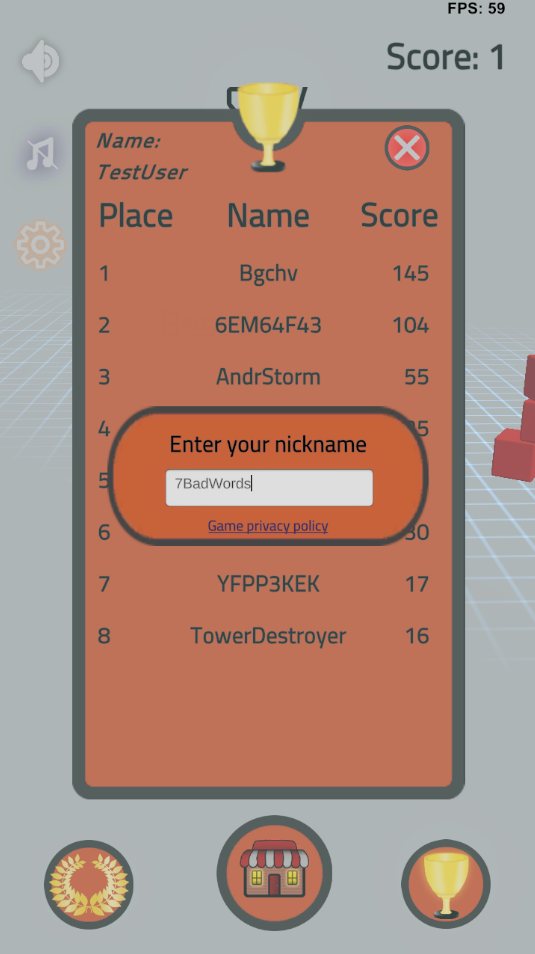 FPS: 59
Score: 1
Name:
TestUser
Place Name Score
1 Bgchv 145
2 6EM64F43 104
3 AndrStorm 55
4
Enter your nickname
7BadWords
5
Game privacy policy
6 30
7 YFPP3KEK 17
8 TowerDestroyer 16